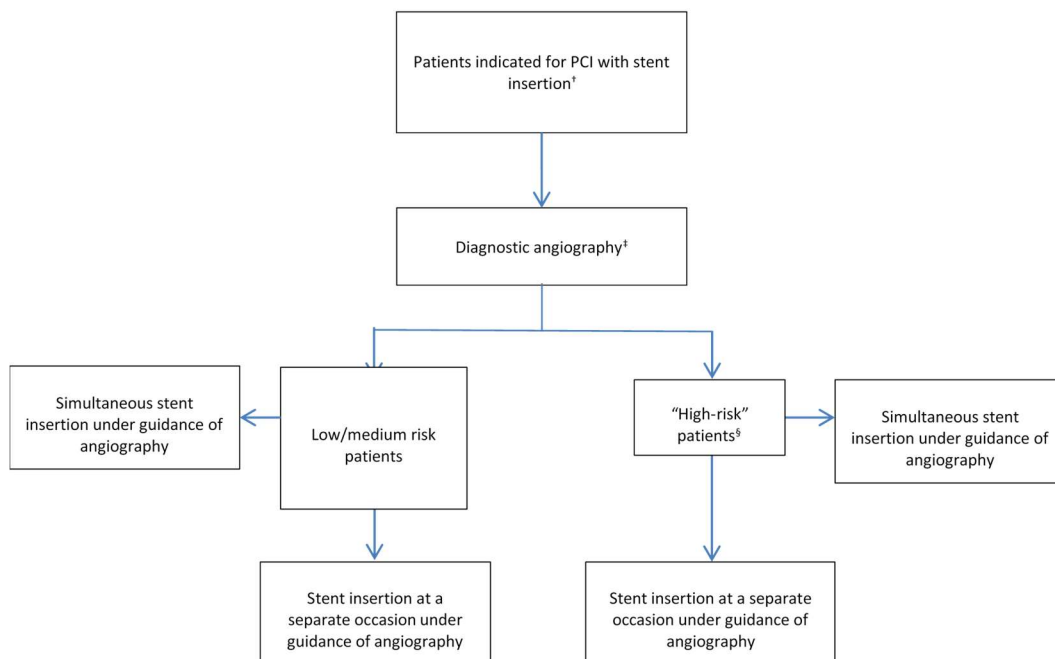 Patients indicated for PCI with stent
insertion†
Diagnostic angiography‡
Simultaneous stent
insertion under guidance of
angiography
Low/medium risk
patients
“High-risk”
patients§
Simultaneous stent
insertion under guidance of
angiography
Stent insertion at a
separate occasion under
guidance of angiography
Stent insertion at a separate
occasion under guidance of
angiography